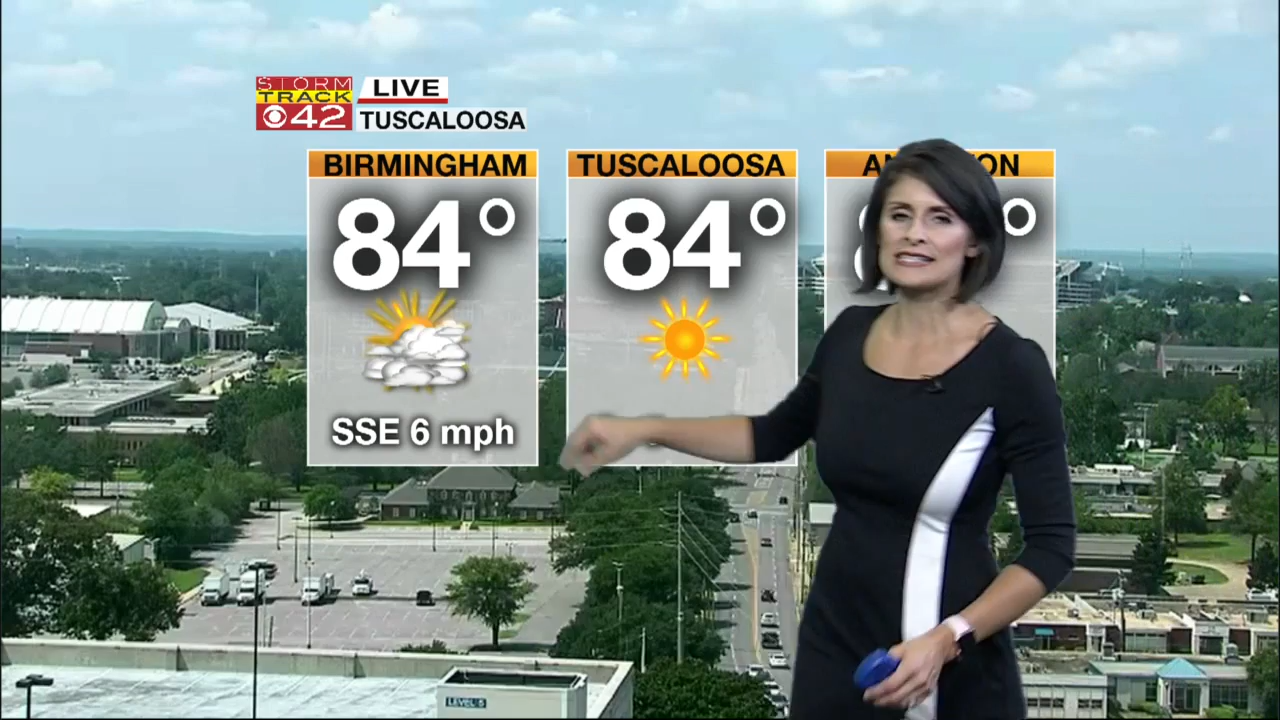 STORM
TRACK
42
LIVE
TUSCALOOSA
BIRMINGHAM
TUSCALOOSA
84°
84°
SSE 6 mph
LEVEL 5